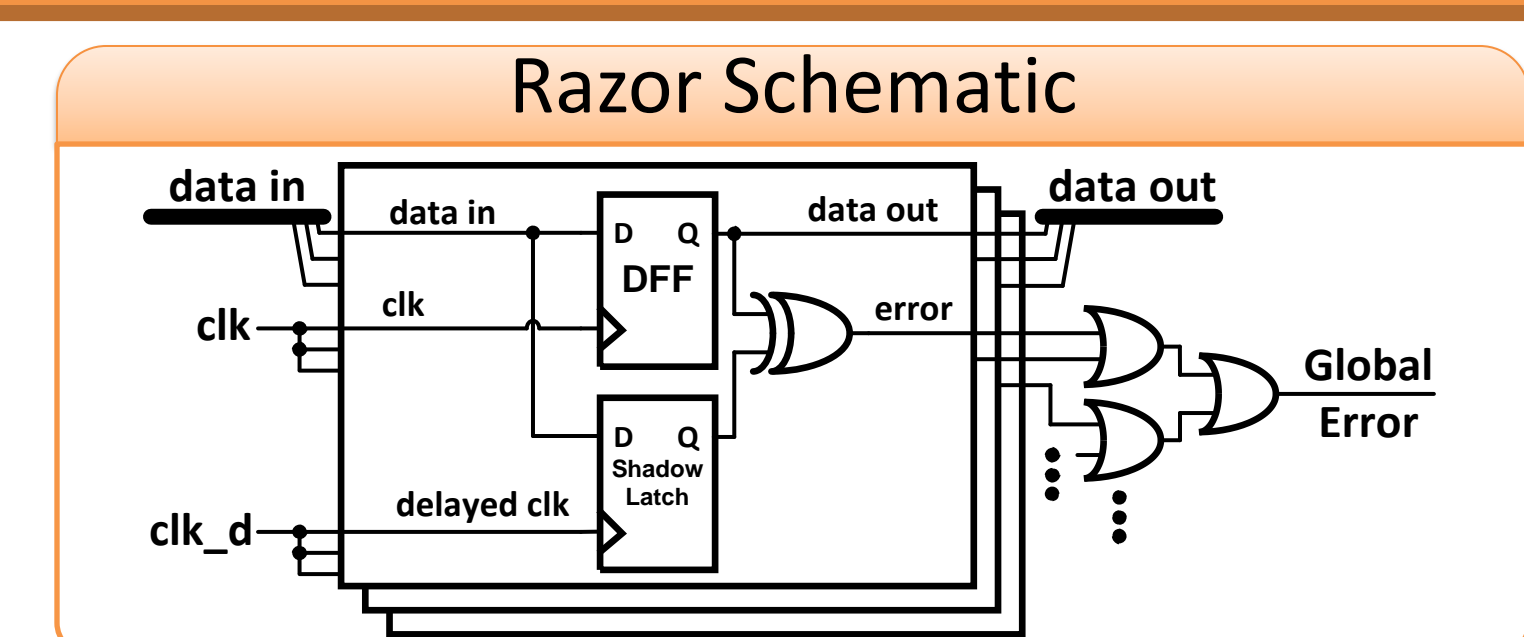 Razor Schematic
data in
data out
data in
data out
D Q
DFF
clk
clk
error
Global
Error
D Q
Shadow
Latch
delayed clk
clk_d